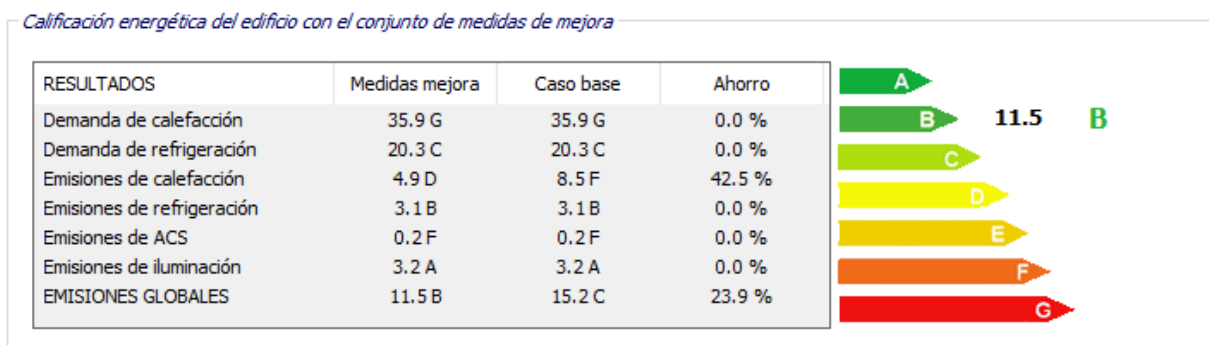 Calificación energética del edificio con el conjunto de medidas de mejora
RESULTADOS Medidas mejora Caso base Ahorro
Demanda de calefacción 35.9 G 35.9 G 0.0 %
Demanda de refrigeración 20.3 C 20.3 C 0.0 %
Emisiones de calefacción 4.9 D 8.5 F 42.5 %
Emisiones de refrigeración 3.1 B 3.1 B 0.0 %
Emisiones de ACS 0.2 F 0.2 F 0.0 %
Emisiones de iluminación 3.2 A 3.2 A 0.0 %
EMISIONES GLOBALES 11.5 B 15.2 C 23.9 %
A
B 11.5 B
C
D
E
F
G